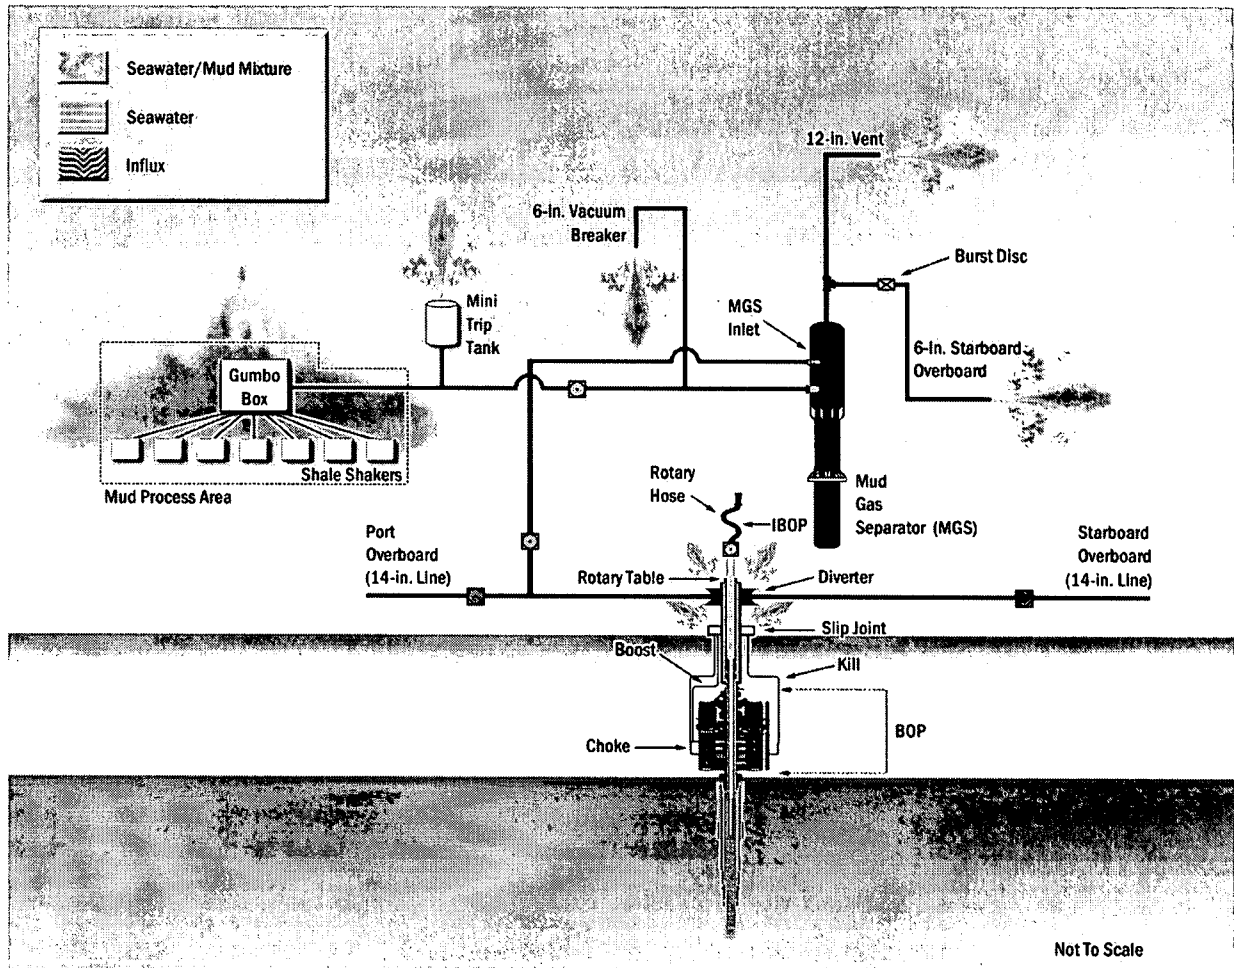 Seawater/Mud Mixture
Seawater
Influx
12-in. Vent
6-in. Vacuum
Breaker
Burst Disc
Mini
Trip
Tank
MGS
Inlet
6-in. Starboard
Overboard
Gumbo
Box
Shale Shakers
Mud Process Area
Rotary
Hose
IBOP
Mud
Gas
Separator (MGS)
Port
Overboard
(14-in. Line)
Starboard
Overboard
(14-in. Line)
Rotary Table
Diverter
Slip Joint
Boost
Kill
Choke
BOP
Not To Scale